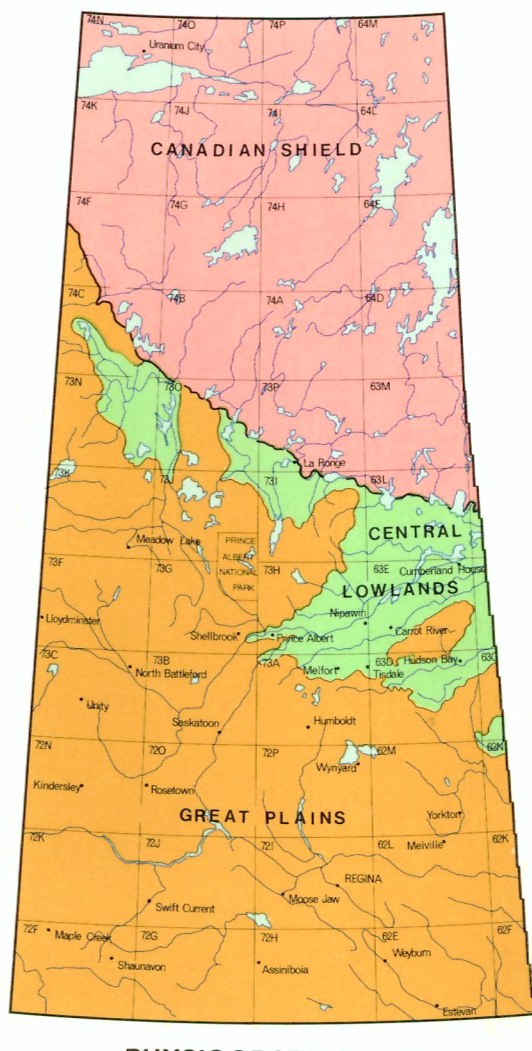 74N
74O
74P
64M
Uranium City
74K
74J
74I
64L
CANADIAN SHIELD
74F
74G
74H
64E
74C
74B
74A
64D
73N
73O
73P
63M
La Ronge
73K
73J
73I
63L
CENTRAL
Meadow Lake
PRINCE
ALBERT
NATIONAL
PARK
73F
73G
73H
63E
Cumberland House
LOWLANDS
Nipawin
Lloydminster
Shellbrook
Prince Albert
Carrot River
73C
73B
73A
63D
Hudson Bay
63C
North Battleford
Melfort
Tisdale
Unity
Saskatoon
Humboldt
72N
72O
72P
62M
62N
Wynyard
Kindersley
Rosetown
GREAT PLAINS
Yorkton
72K
72J
72I
62L
62K
Melville
REGINA
Swift Current
Moose Jaw
72F
Maple Creek
72G
72H
62E
62F
Shaunavon
Assiniboia
Weyburn
Estevan